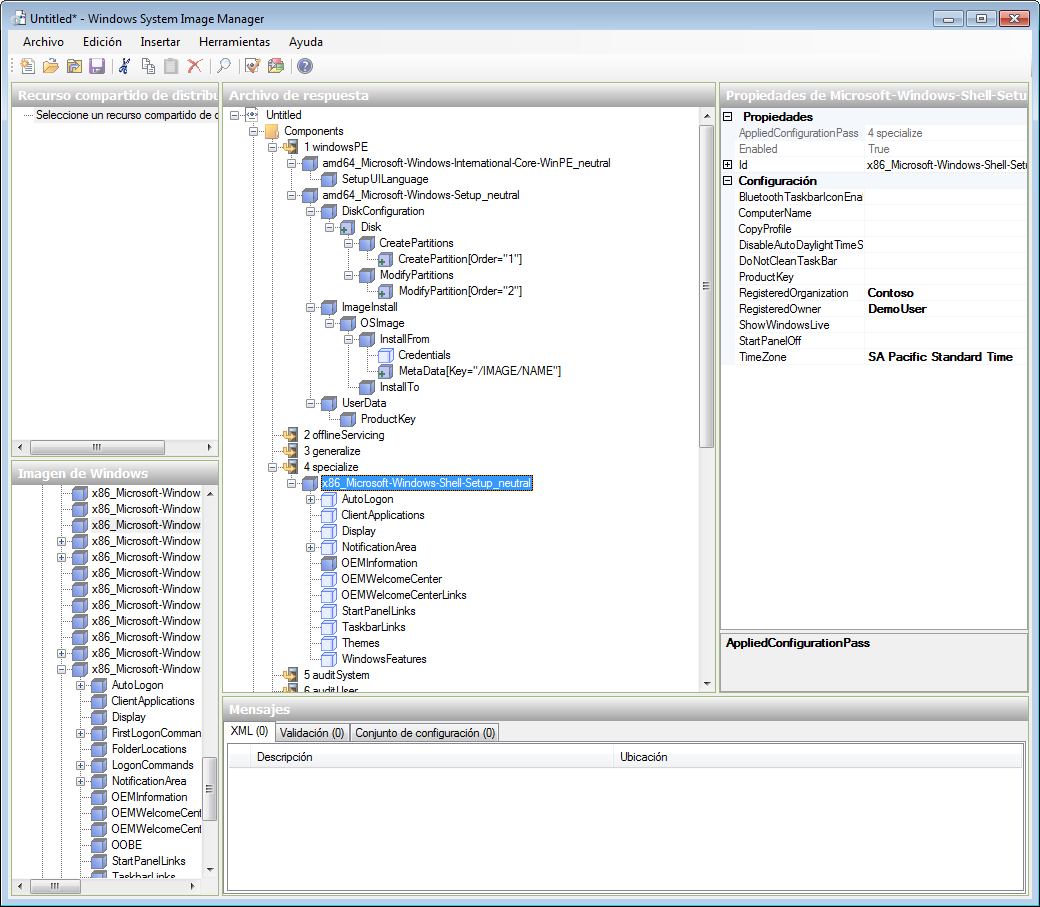 Untitled* - Windows System Image Manager
Archivo Edición Insertar Herramientas Ayuda
Recurso compartido de distribu
Seleccione un recurso compartido de c
Archivo de respuesta
Untitled
Components
1 windowsPE
amd64_Microsoft-Windows-International-Core-WinPE_neutral
SetupUILanguage
amd64_Microsoft-Windows-Setup_neutral
DiskConfiguration
Disk
CreatePartitions
CreatePartition[Order="1"]
ModifyPartitions
ModifyPartition[Order="2"]
ImageInstall
OSImage
InstallFrom
Credentials
MetaData[Key="/IMAGE/NAME"]
InstallTo
UserData
ProductKey
2 offlineServicing
3 generalize
4 specialize
x86_Microsoft-Windows-Shell-Setup_neutral
AutoLogon
ClientApplications
Display
NotificationArea
OEMInformation
OEMWelcomeCenter
OEMWelcomeCenterLinks
StartPanelLinks
TaskbarLinks
Themes
WindowsFeatures
5 auditSystem
6 auditUser
Propiedades de Microsoft-Windows-Shell-Setu
Propiedades
AppliedConfigurationPass 4 specialize
Enabled True
Id x86_Microsoft-Windows-Shell-Setu
Configuración
BluetoothTaskbarIconEna
ComputerName
CopyProfile
DisableAutoDaylightTimeS
DoNotCleanTaskBar
ProductKey
RegisteredOrganization Contoso
RegisteredOwner DemoUser
ShowWindowsLive
StartPanelOff
TimeZone SA Pacific Standard Time
AppliedConfigurationPass
Imagen de Windows
x86_Microsoft-Window
x86_Microsoft-Window
x86_Microsoft-Window
x86_Microsoft-Window
x86_Microsoft-Window
x86_Microsoft-Window
x86_Microsoft-Window
x86_Microsoft-Window
x86_Microsoft-Window
x86_Microsoft-Window
x86_Microsoft-Window
x86_Microsoft-Window
AutoLogon
ClientApplications
Display
FirstLogonComman
FolderLocations
LogonCommands
NotificationArea
OEMInformation
OEMWelcomeCent
OEMWelcomeCent
OOBE
StartPanelLinks
TaskbarLinks
Mensajes
XML (0) Validación (0) Conjunto de configuración (0)
Descripción Ubicación